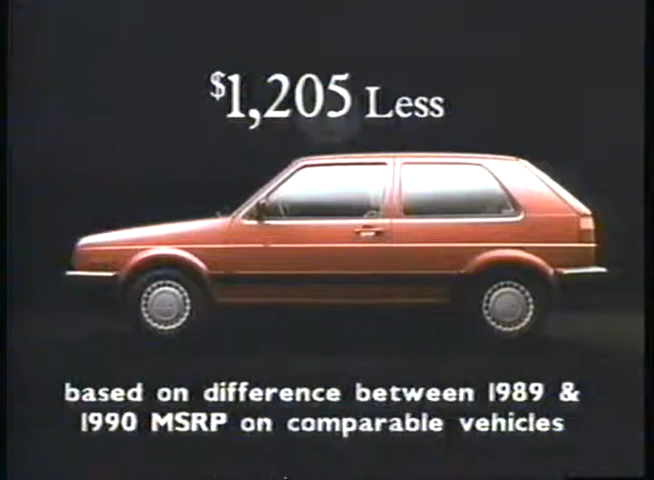 $1,205 Less
based on difference between 1989 &
1990 MSRP on comparable vehicles